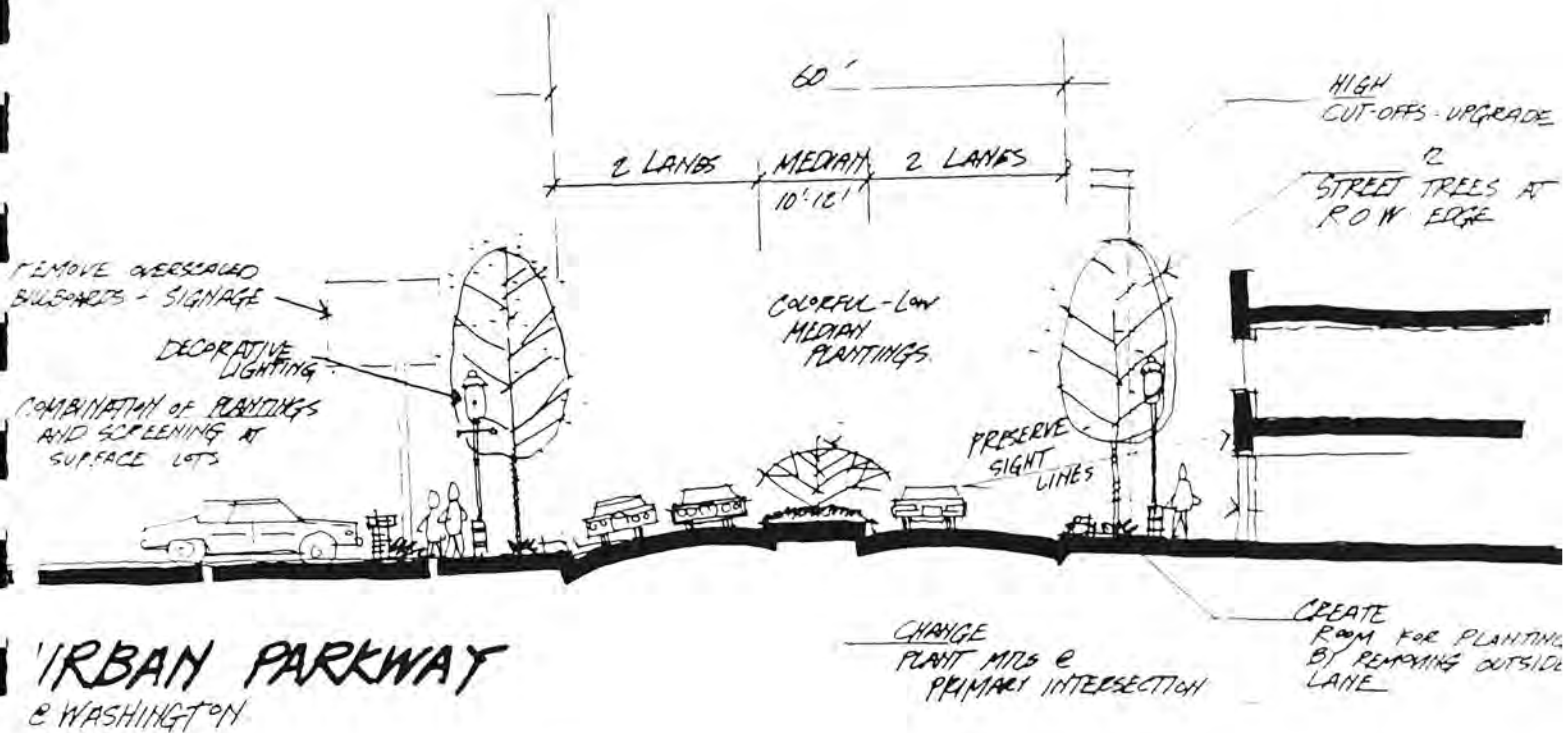 60'
2 LANES
MEDIAN
10'-12'
2 LANES
HIGH
CUT-OFFS - UPGRADE
STREET TREES AT
R O W EDGE
REMOVE OVERSCALED
BILLBOARDS - SIGNAGE
DECORATIVE
LIGHTING
COMBINATION OF PLANTINGS
AND SCREENING AT
SURFACE LOTS
COLORFUL - LOW
MEDIAN
PLANTINGS.
PRESERVE
SIGHT
LINES
CHANGE
PLANT MTLS @
PRIMARY INTERSECTION
CREATE
ROOM FOR PLANTING
BY REMOVING OUTSIDE
LANE
URBAN PARKWAY
@ WASHINGTON